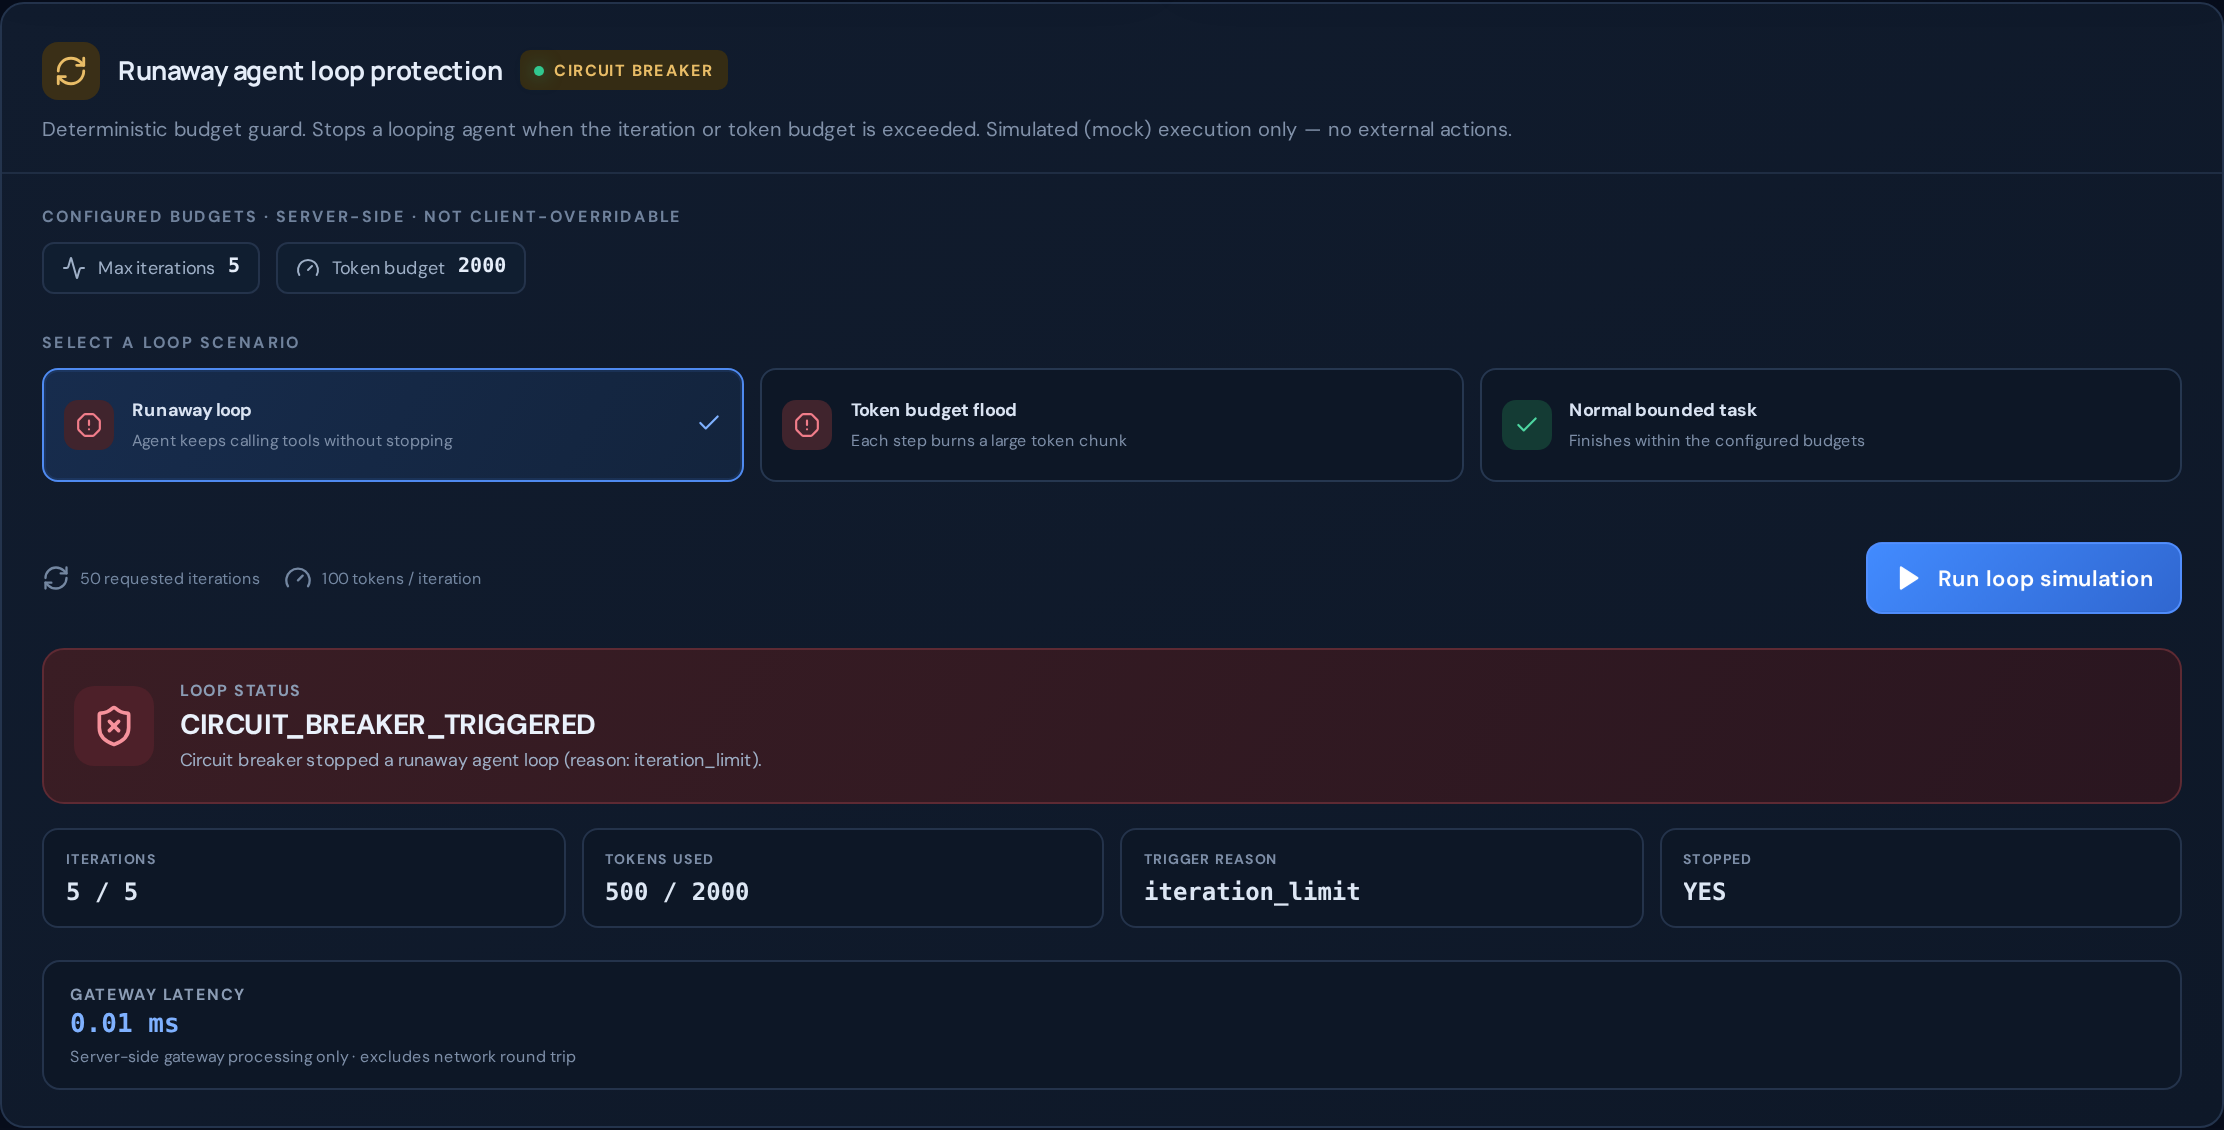 Runaway agent loop protection
CIRCUIT BREAKER
Deterministic budget guard. Stops a looping agent when the iteration or token budget is exceeded. Simulated (mock) execution only — no external actions.
CONFIGURED BUDGETS · SERVER-SIDE · NOT CLIENT-OVERRIDABLE
Max iterations 5
Token budget 2000
SELECT A LOOP SCENARIO
Runaway loop
Agent keeps calling tools without stopping
Token budget flood
Each step burns a large token chunk
Normal bounded task
Finishes within the configured budgets
50 requested iterations
100 tokens / iteration
Run loop simulation
LOOP STATUS
CIRCUIT_BREAKER_TRIGGERED
Circuit breaker stopped a runaway agent loop (reason: iteration_limit).
ITERATIONS
5 / 5
TOKENS USED
500 / 2000
TRIGGER REASON
iteration_limit
STOPPED
YES
GATEWAY LATENCY
0.01 ms
Server-side gateway processing only · excludes network round trip